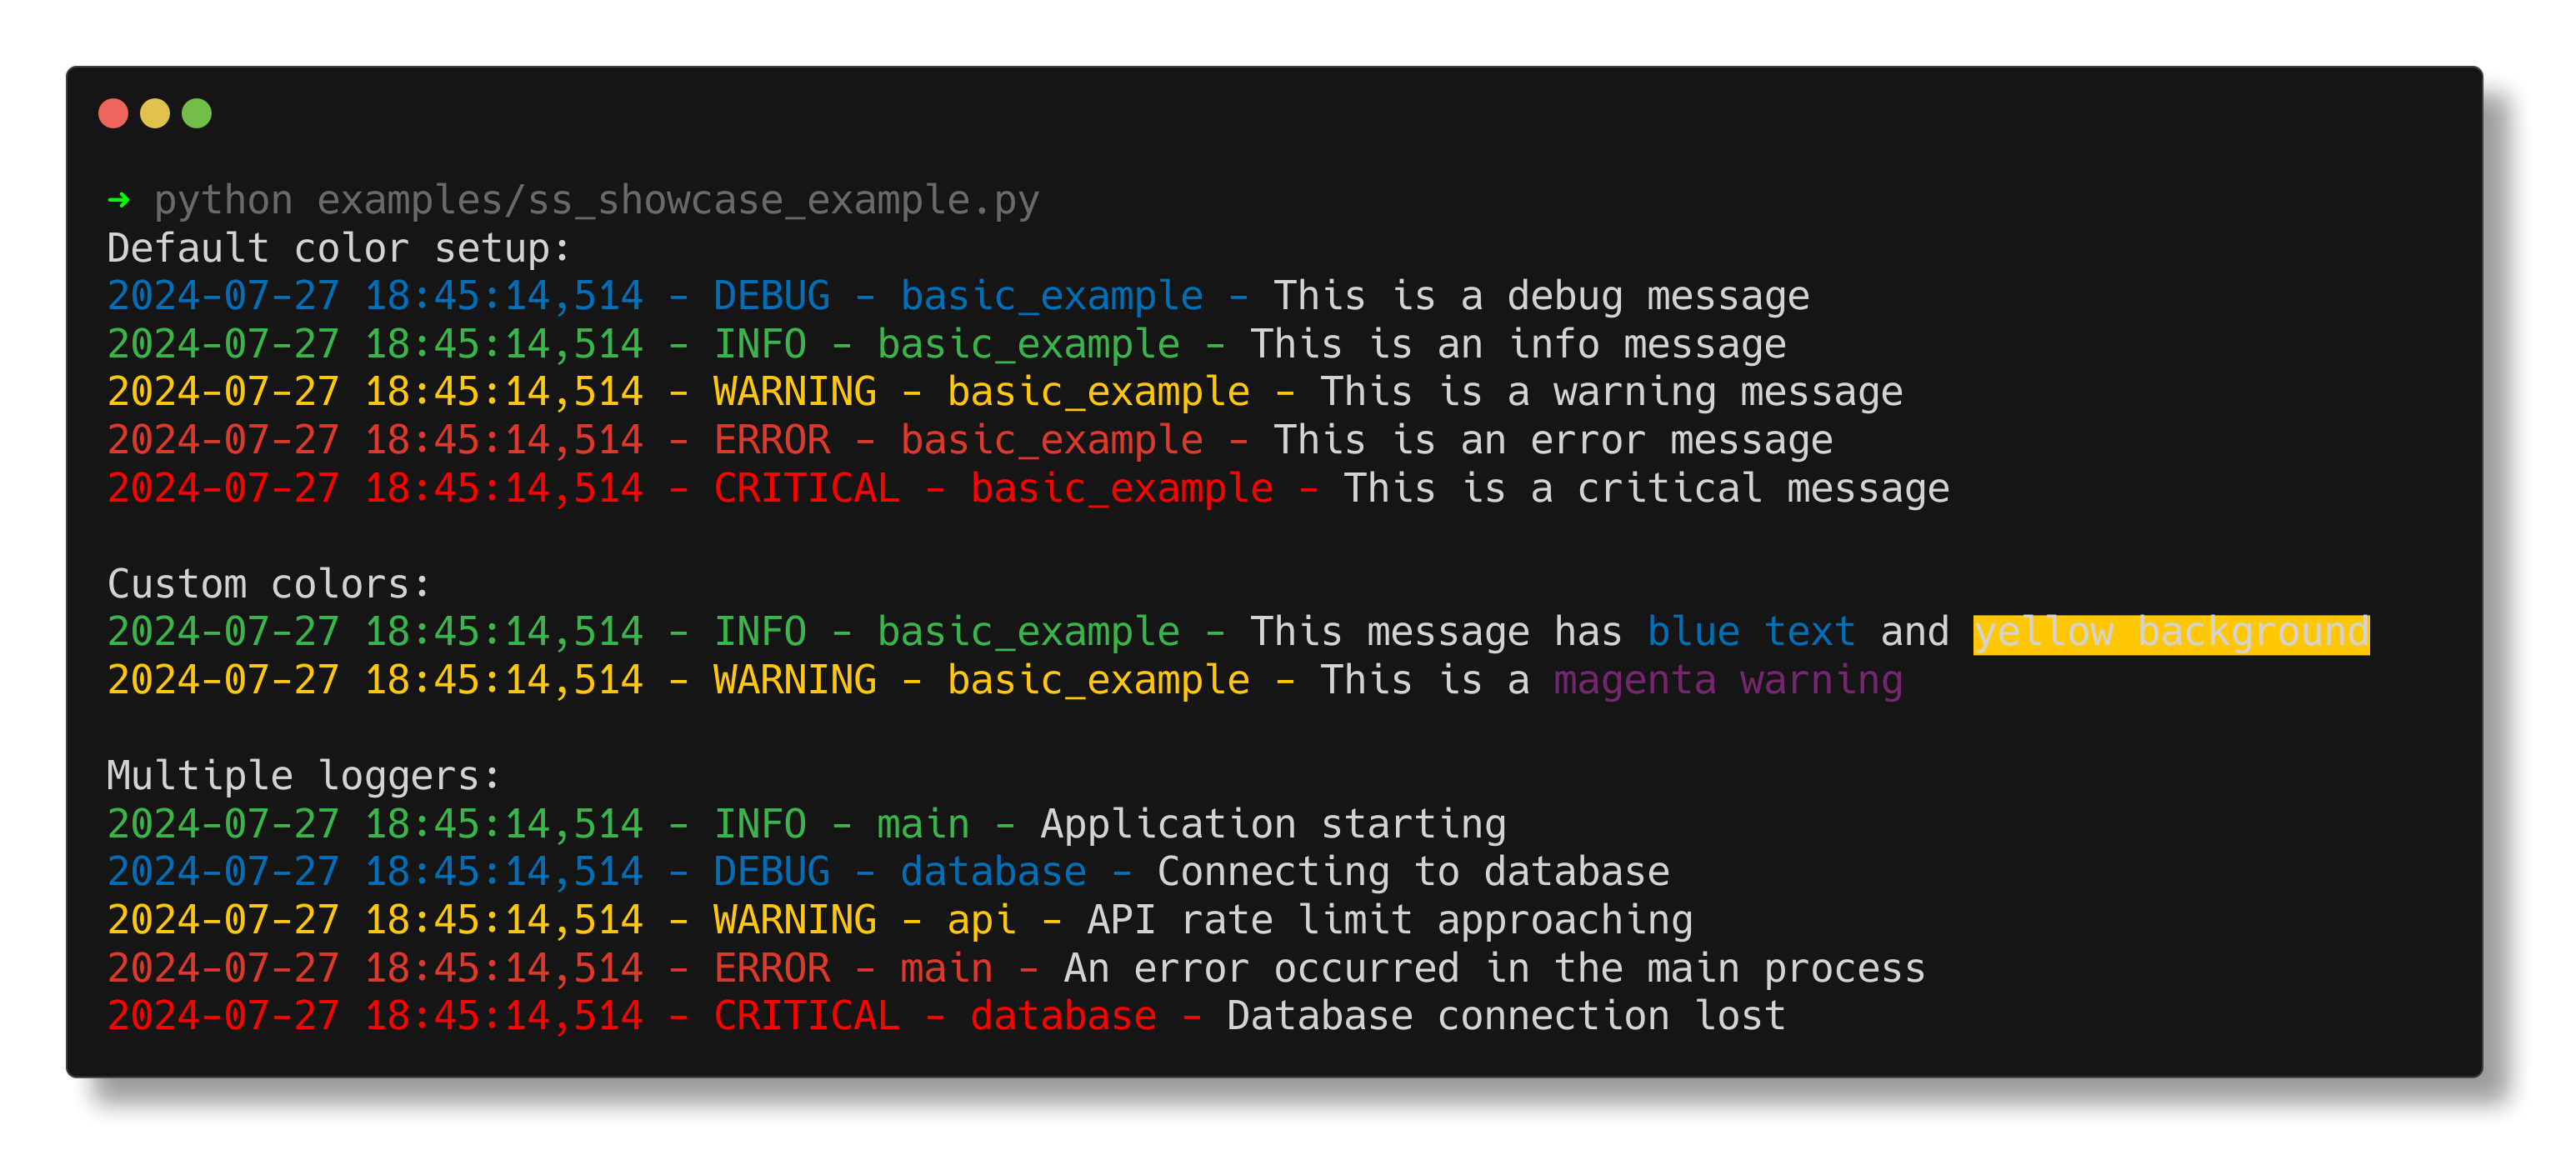 ➜ python examples/ss_showcase_example.py
Default color setup:
2024-07-27 18:45:14,514 - DEBUG - basic_example - This is a debug message
2024-07-27 18:45:14,514 - INFO - basic_example - This is an info message
2024-07-27 18:45:14,514 - WARNING - basic_example - This is a warning message
2024-07-27 18:45:14,514 - ERROR - basic_example - This is an error message
2024-07-27 18:45:14,514 - CRITICAL - basic_example - This is a critical message
Custom colors:
2024-07-27 18:45:14,514 - INFO - basic_example - This message has blue text and yellow background
2024-07-27 18:45:14,514 - WARNING - basic_example - This is a magenta warning
Multiple loggers:
2024-07-27 18:45:14,514 - INFO - main - Application starting
2024-07-27 18:45:14,514 - DEBUG - database - Connecting to database
2024-07-27 18:45:14,514 - WARNING - api - API rate limit approaching
2024-07-27 18:45:14,514 - ERROR - main - An error occurred in the main process
2024-07-27 18:45:14,514 - CRITICAL - database - Database connection lost